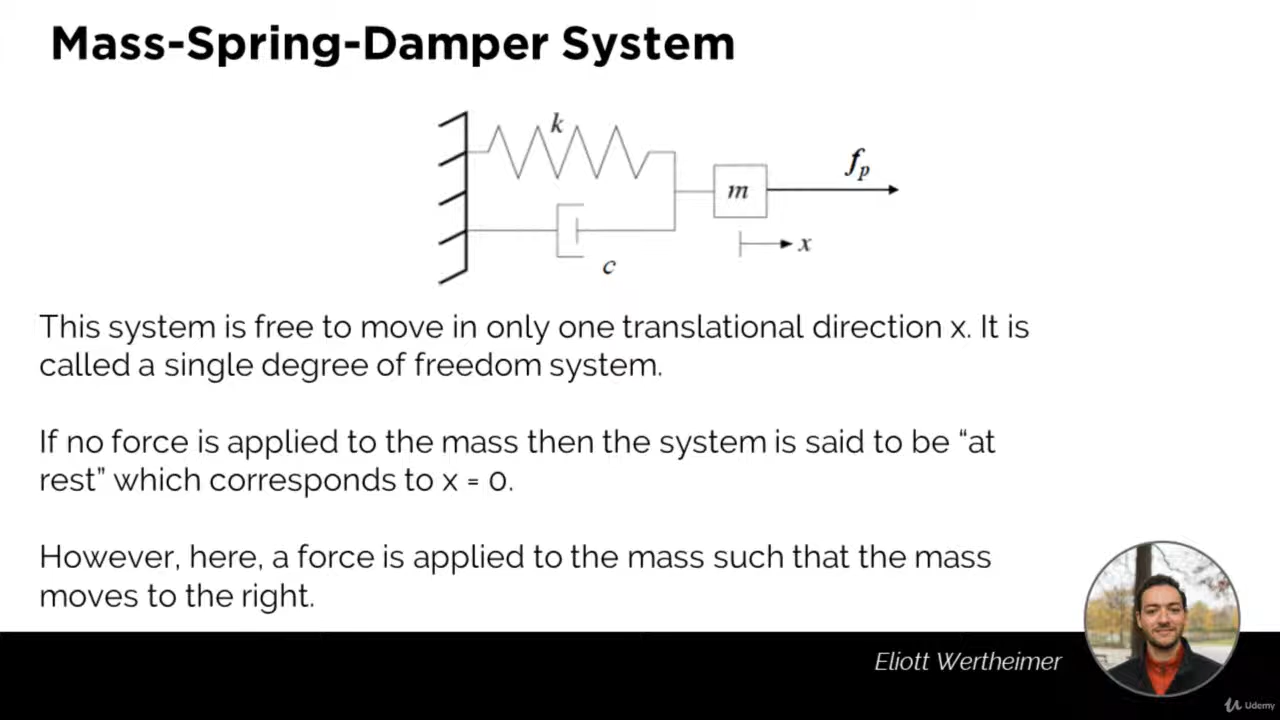 Mass-Spring-Damper System
k
f_p
m
x
c
This system is free to move in only one translational direction x. It is
called a single degree of freedom system.
If no force is applied to the mass then the system is said to be “at
rest” which corresponds to x = 0.
However, here, a force is applied to the mass such that the mass
moves to the right.
Eliott Wertheimer
Udemy